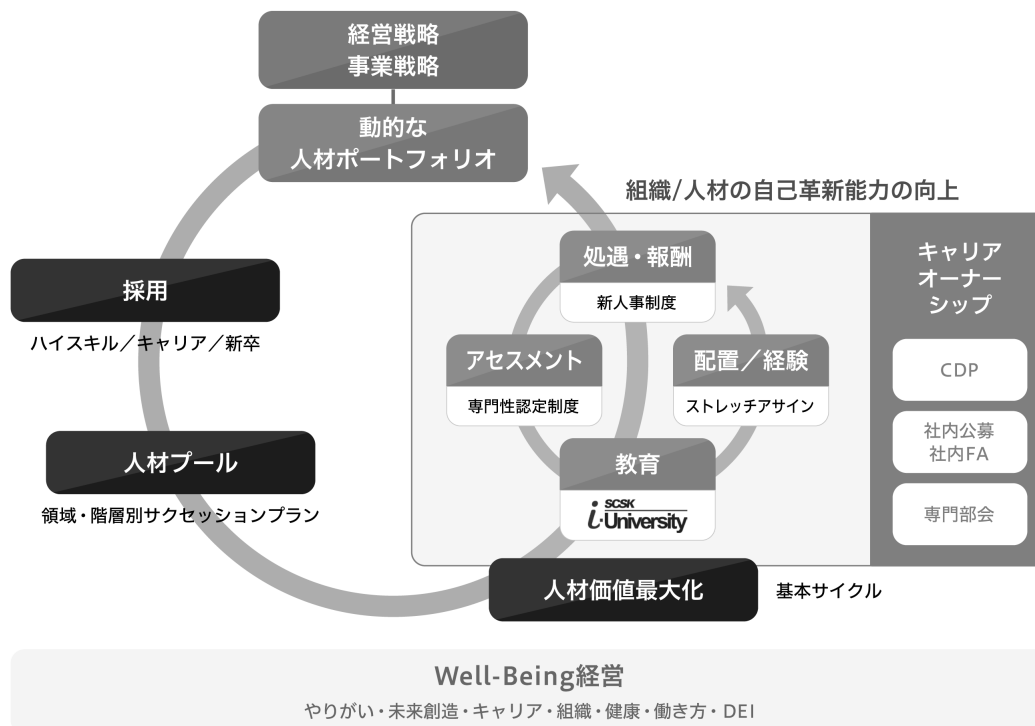 経営戦略
事業戦略
動的な
人材ポートフォリオ
組織/人材の自己革新能力の向上
採用
ハイスキル／キャリア／新卒
人材プール
領域・階層別サクセッションプラン
処遇・報酬
新人事制度
アセスメント
専門性認定制度
配置／経験
ストレッチアサイン
教育
SCSK
i-University
人材価値最大化
基本サイクル
キャリア
オーナー
シップ
CDP
社内公募
社内FA
専門部会
Well-Being経営
やりがい・未来創造・キャリア・組織・健康・働き方・DEI